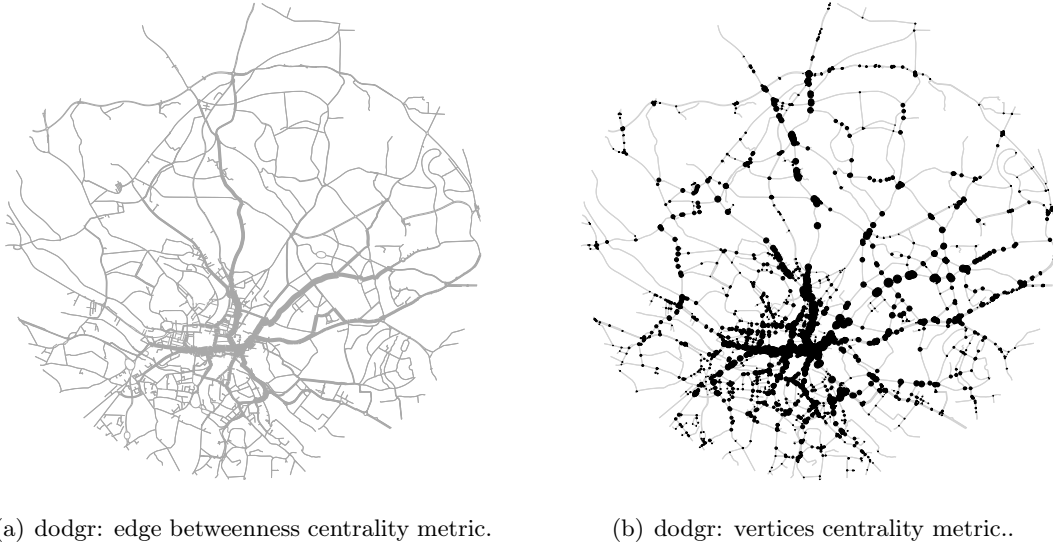 a) dodgr: edge betweenness centrality metric.
(b) dodgr: vertices centrality metric..